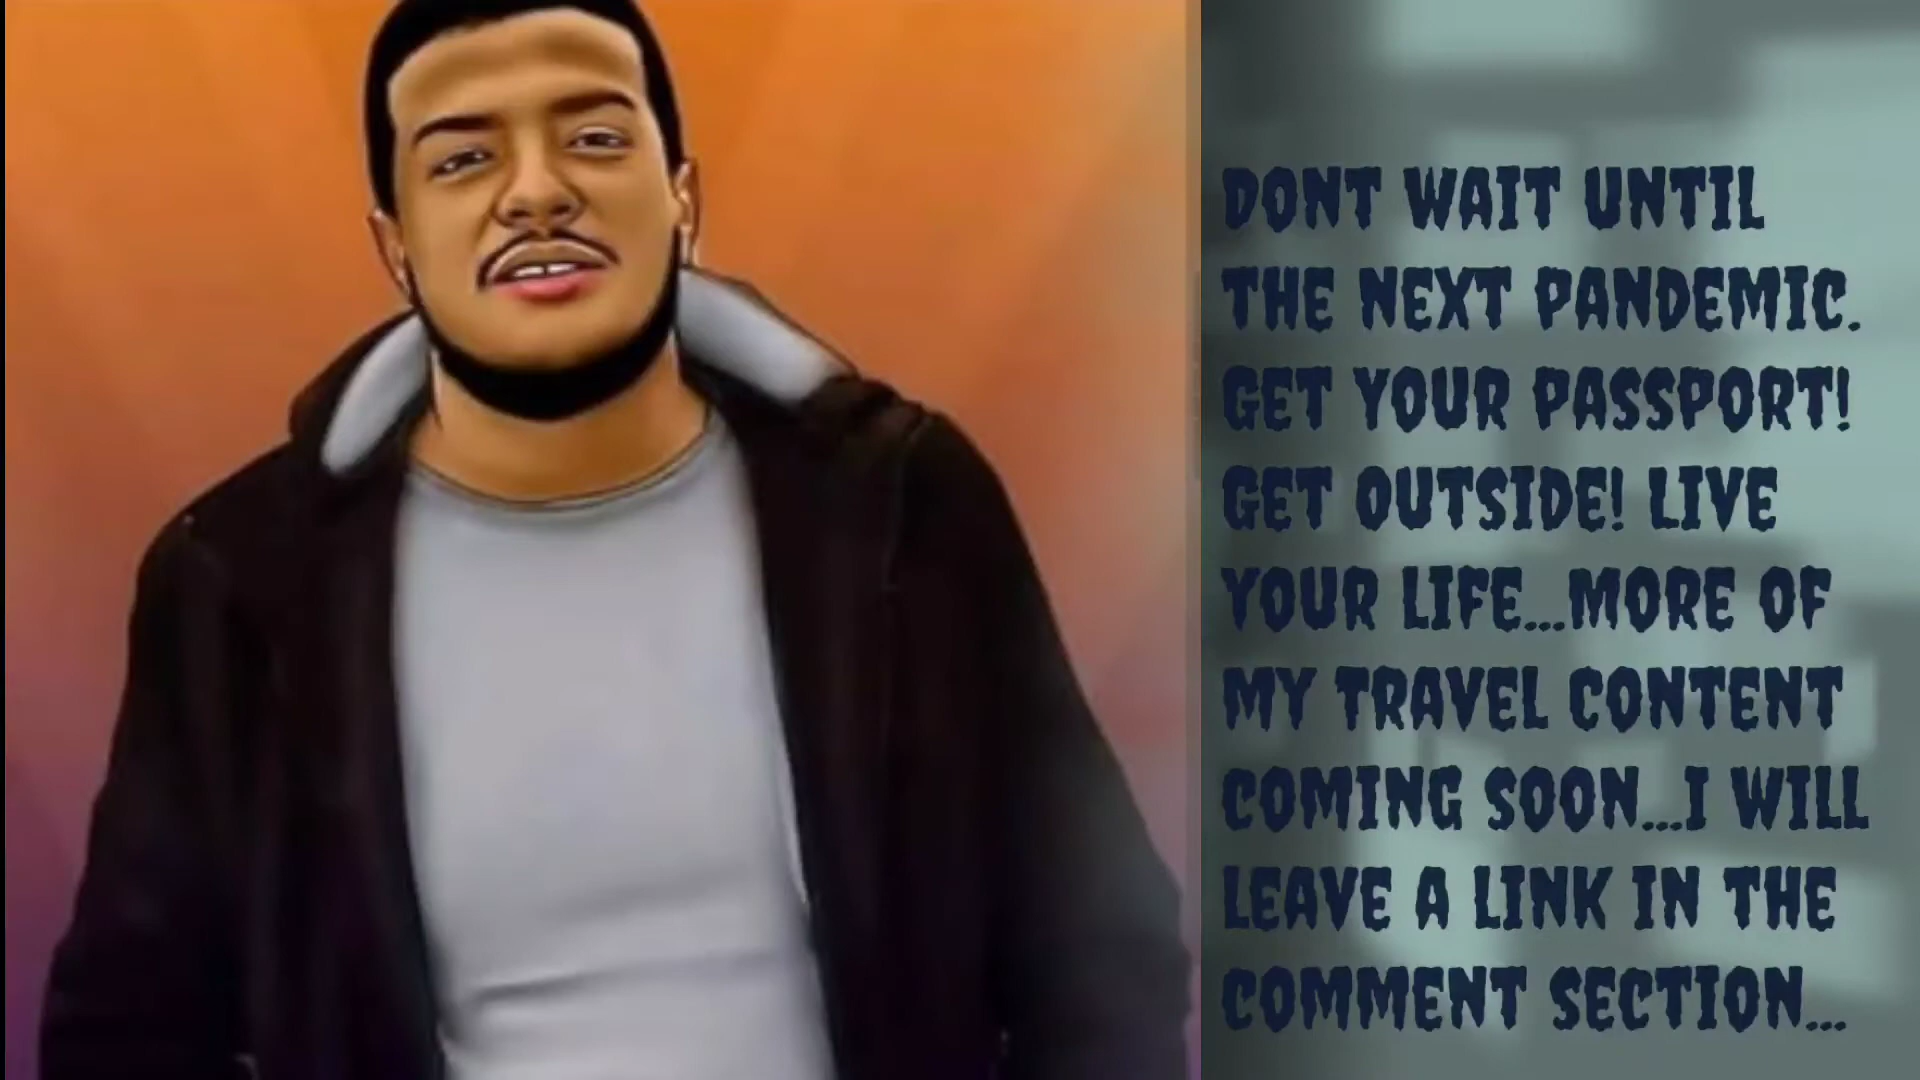 DONT WAIT UNTIL
THE NEXT PANDEMIC.
GET YOUR PASSPORT!
GET OUTSIDE! LIVE
YOUR LIFE...MORE OF
MY TRAVEL CONTENT
COMING SOON...I WILL
LEAVE A LINK IN THE
COMMENT SECTION...